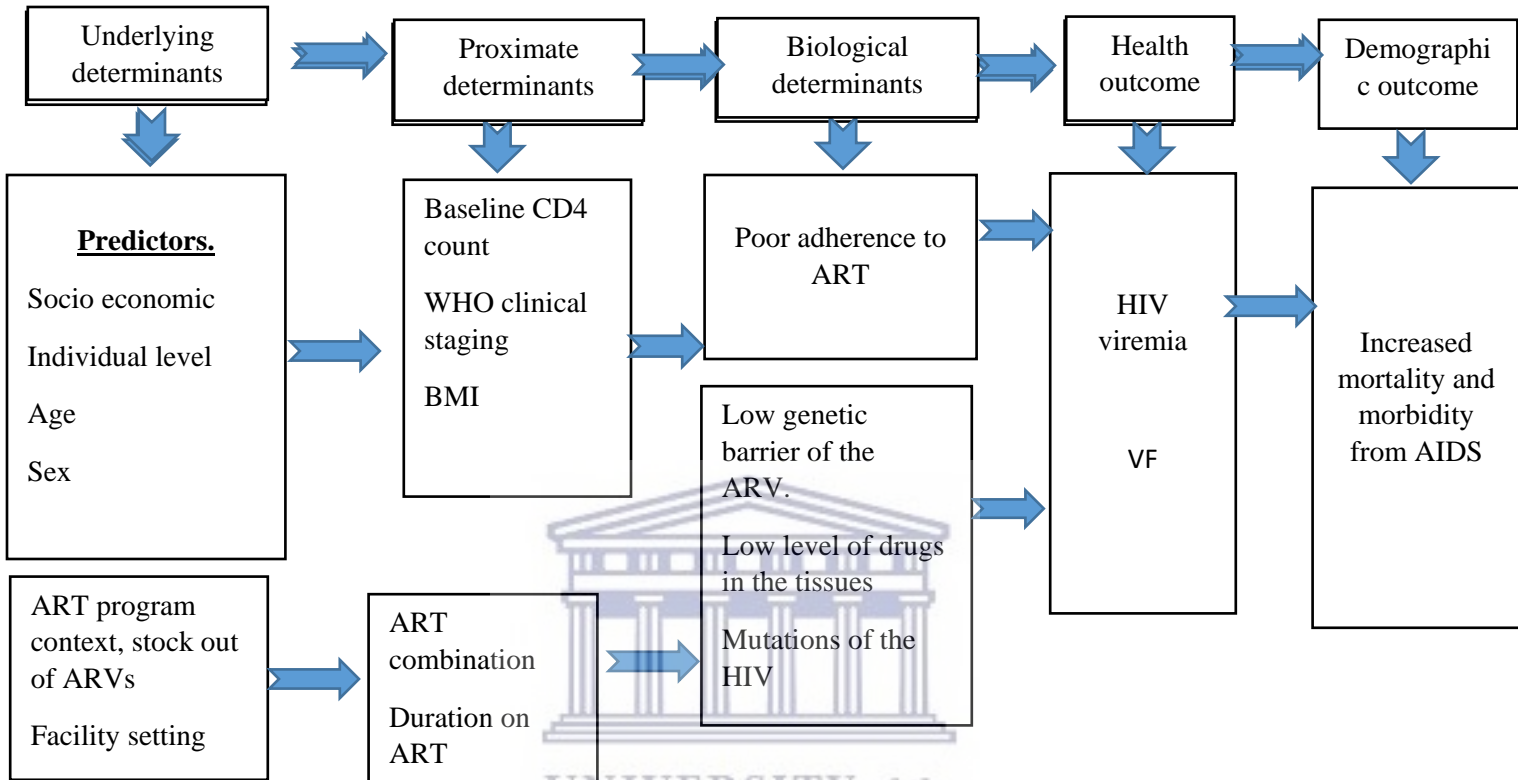 Underlying
determinants
Proximate
determinants
Biological
determinants
Health
outcome
Demographi
c outcome
Predictors.
Socio economic
Individual level
Age
Sex
Baseline CD4
count
WHO clinical
staging
BMI
Poor adherence to
ART
HIV
viremia
VF
Increased
mortality and
morbidity
from AIDS
Low genetic
barrier of the
ARV.
Low level of drugs
in the tissues
Mutations of the
HIV
ART program
context, stock out
of ARVs
Facility setting
ART
combination
Duration on
ART